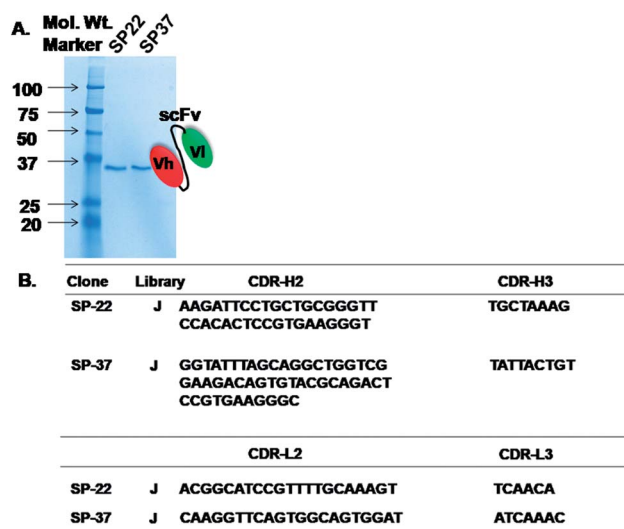 A.
Mol. Wt.
Marker
SP22
SP37
100
75
50
37
25
20
scFv
Vh
Vl
B.
Clone Library CDR-H2 CDR-H3
SP-22 J AAGATTCCTGCTGCGGGTT TGCTAAAG
CCACACTCCGTGAAGGGT
SP-37 J GGTATTTAGCAGGCTGGTCG TATTACTGT
GAAGACAGTGTACGCAGACT
CCGTGAAGGGC
CDR-L2 CDR-L3
SP-22 J ACGGCATCCGTTTTGCAAAGT TCAACA
SP-37 J CAAGGTTCAGTGGCAGTGGAT ATCAAAC